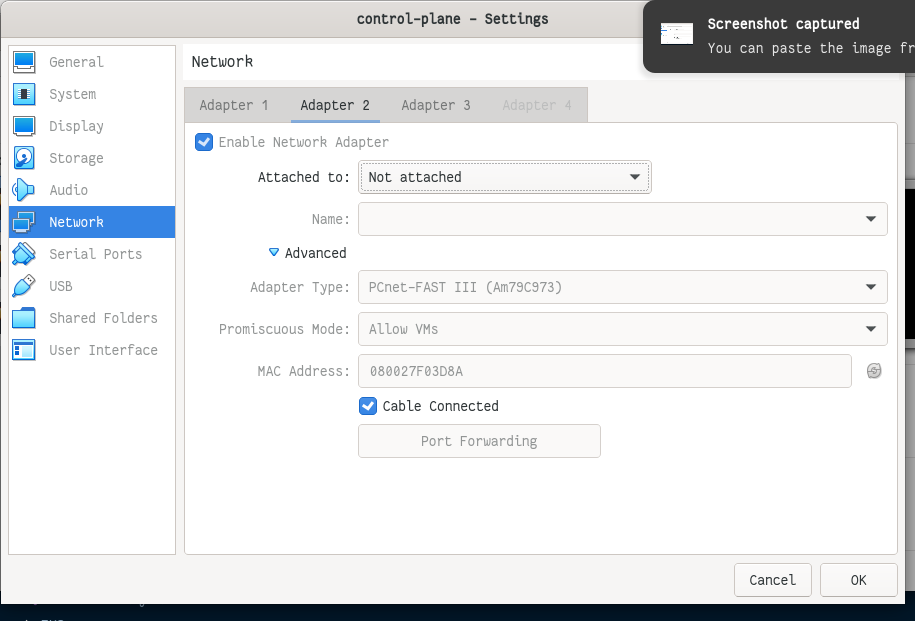 control-plane - Settings
Screenshot captured
You can paste the image fr
General
System
Display
Storage
Audio
Network
Serial Ports
USB
Shared Folders
User Interface
Network
Adapter 1 Adapter 2 Adapter 3 Adapter 4
Enable Network Adapter
Attached to: Not attached
Name:
Advanced
Adapter Type: PCnet-FAST III (Am79C973)
Promiscuous Mode: Allow VMs
MAC Address: 080027F03D8A
Cable Connected
Port Forwarding
Cancel OK